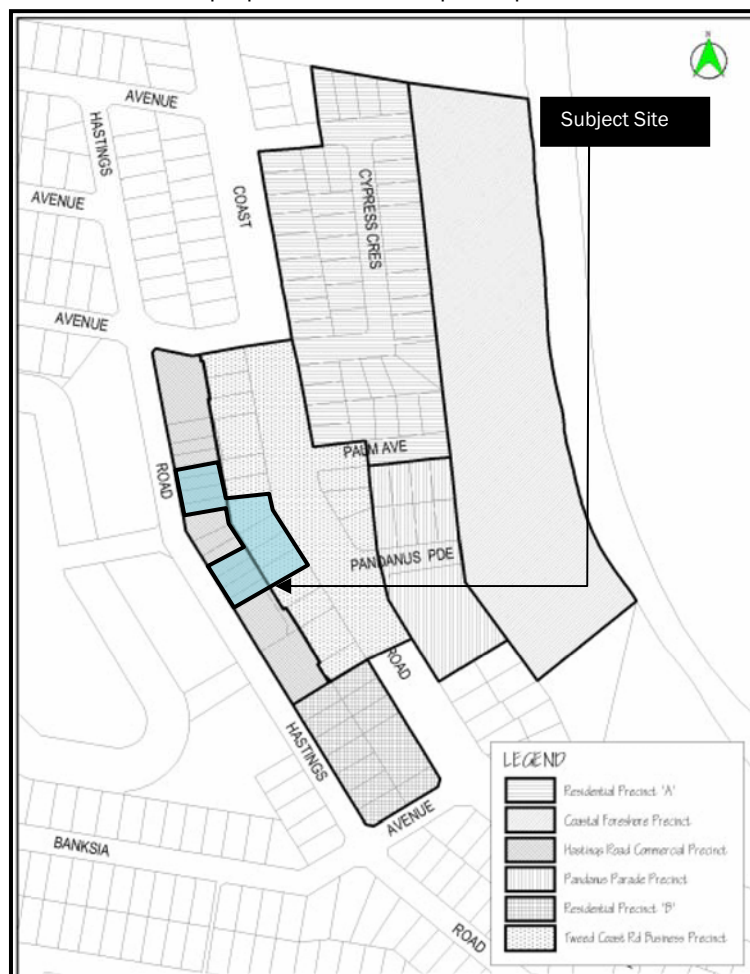 N
AVENUE
Subject Site
HASTINGS
CYPRESS CRES
AVENUE
COAST
AVENUE
PALM AVE
ROAD
PANDANUS PDE
ROAD
HASTINGS
AVENUE
BANKSIA
ROAD
LEGEND
Residential Precinct 'A'
Coastal Foreshore Precinct
Hastings Road Commercial Precinct
Pandanus Parade Precinct
Residential Precinct 'B'
Tweed Coast Rd Business Precinct